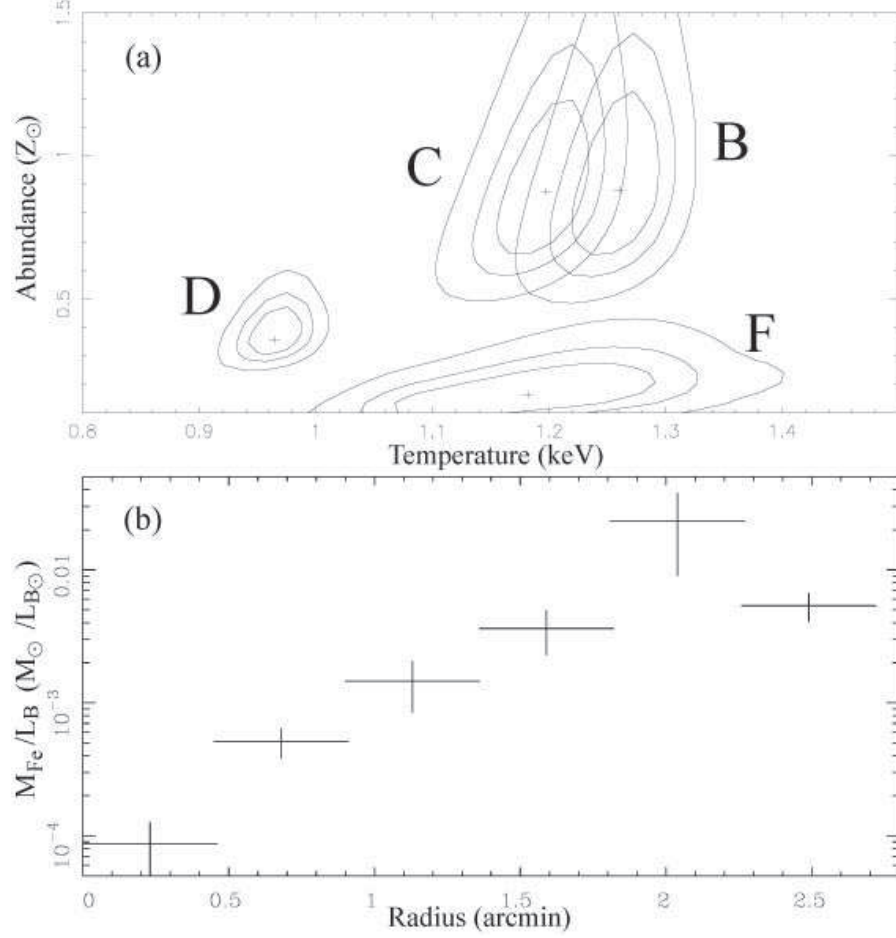 (a)
1.5
1
0.5
Abundance (Z⊙)
C
B
D
F
0.8 0.9 1 1.1 1.2 1.3 1.4
Temperature (keV)
(b)
0.01
10⁻³
10⁻⁴
M_Fe/L_B (M⊙/L_B⊙)
0 0.5 1 1.5 2 2.5
Radius (arcmin)